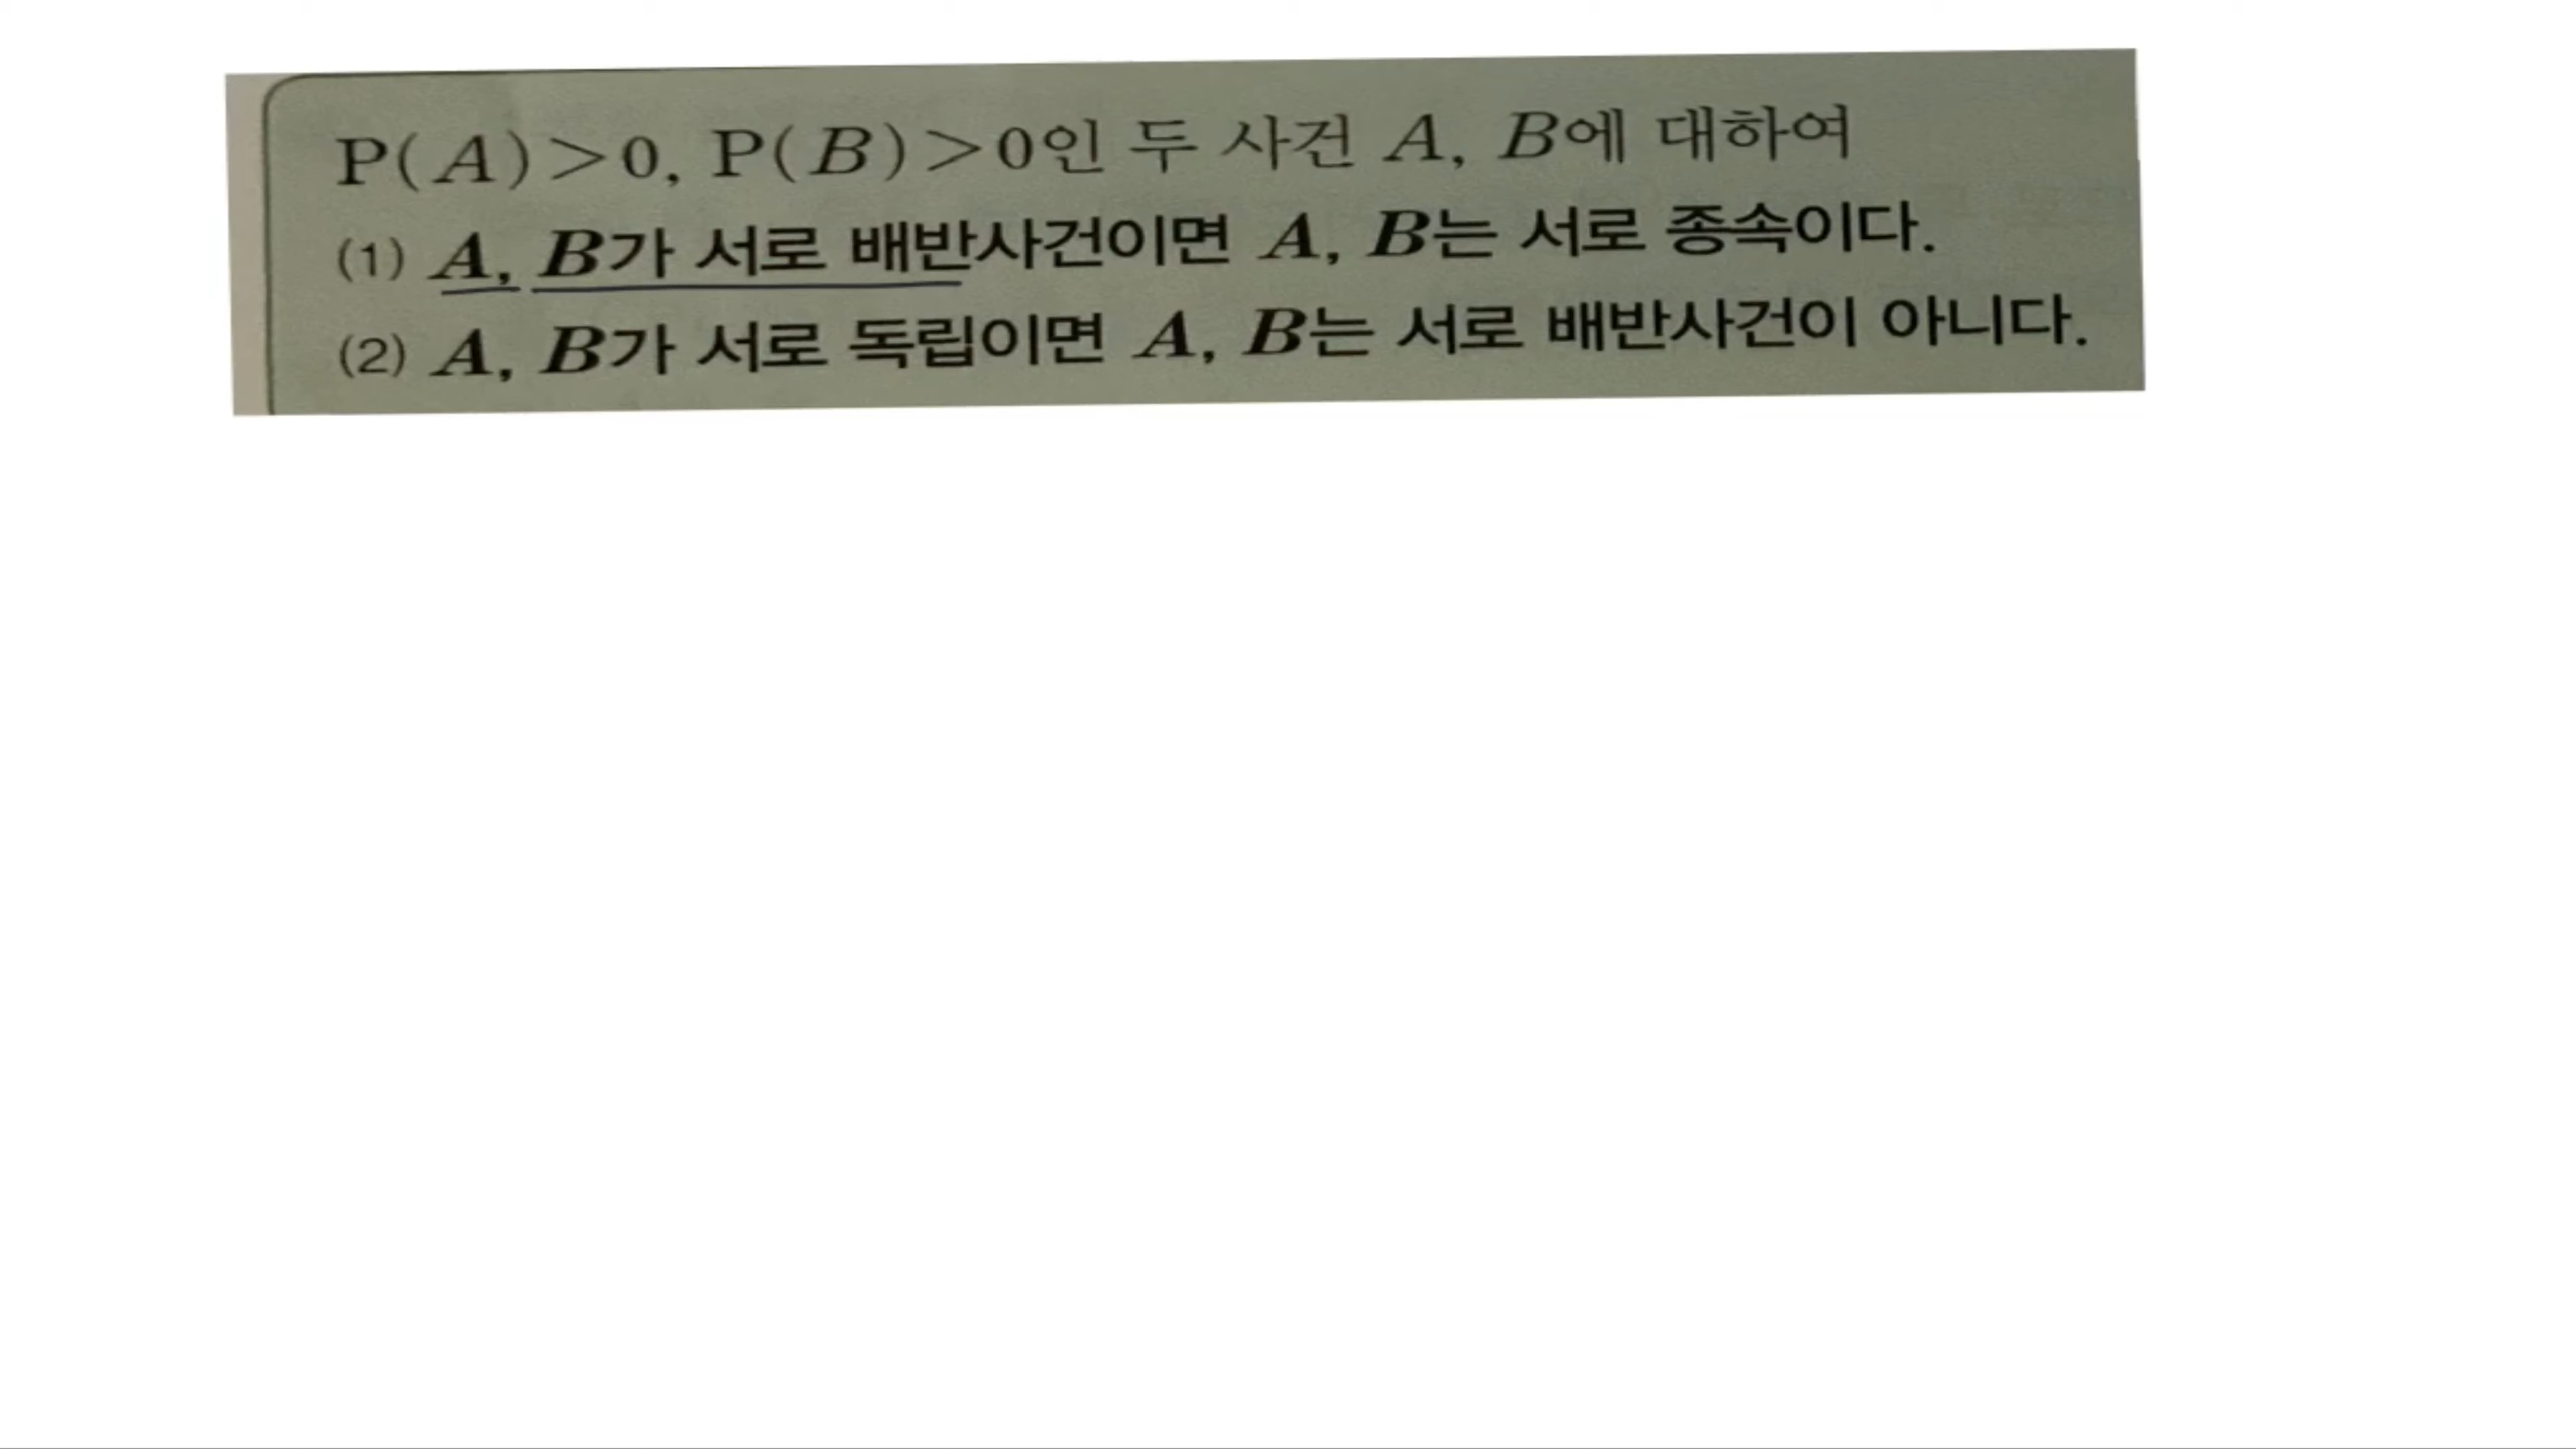 P(A)>0, P(B)>0인 두 사건 A, B에 대하여
(1) A, B가 서로 배반사건이면 A, B는 서로 종속이다.
(2) A, B가 서로 독립이면 A, B는 서로 배반사건이 아니다.